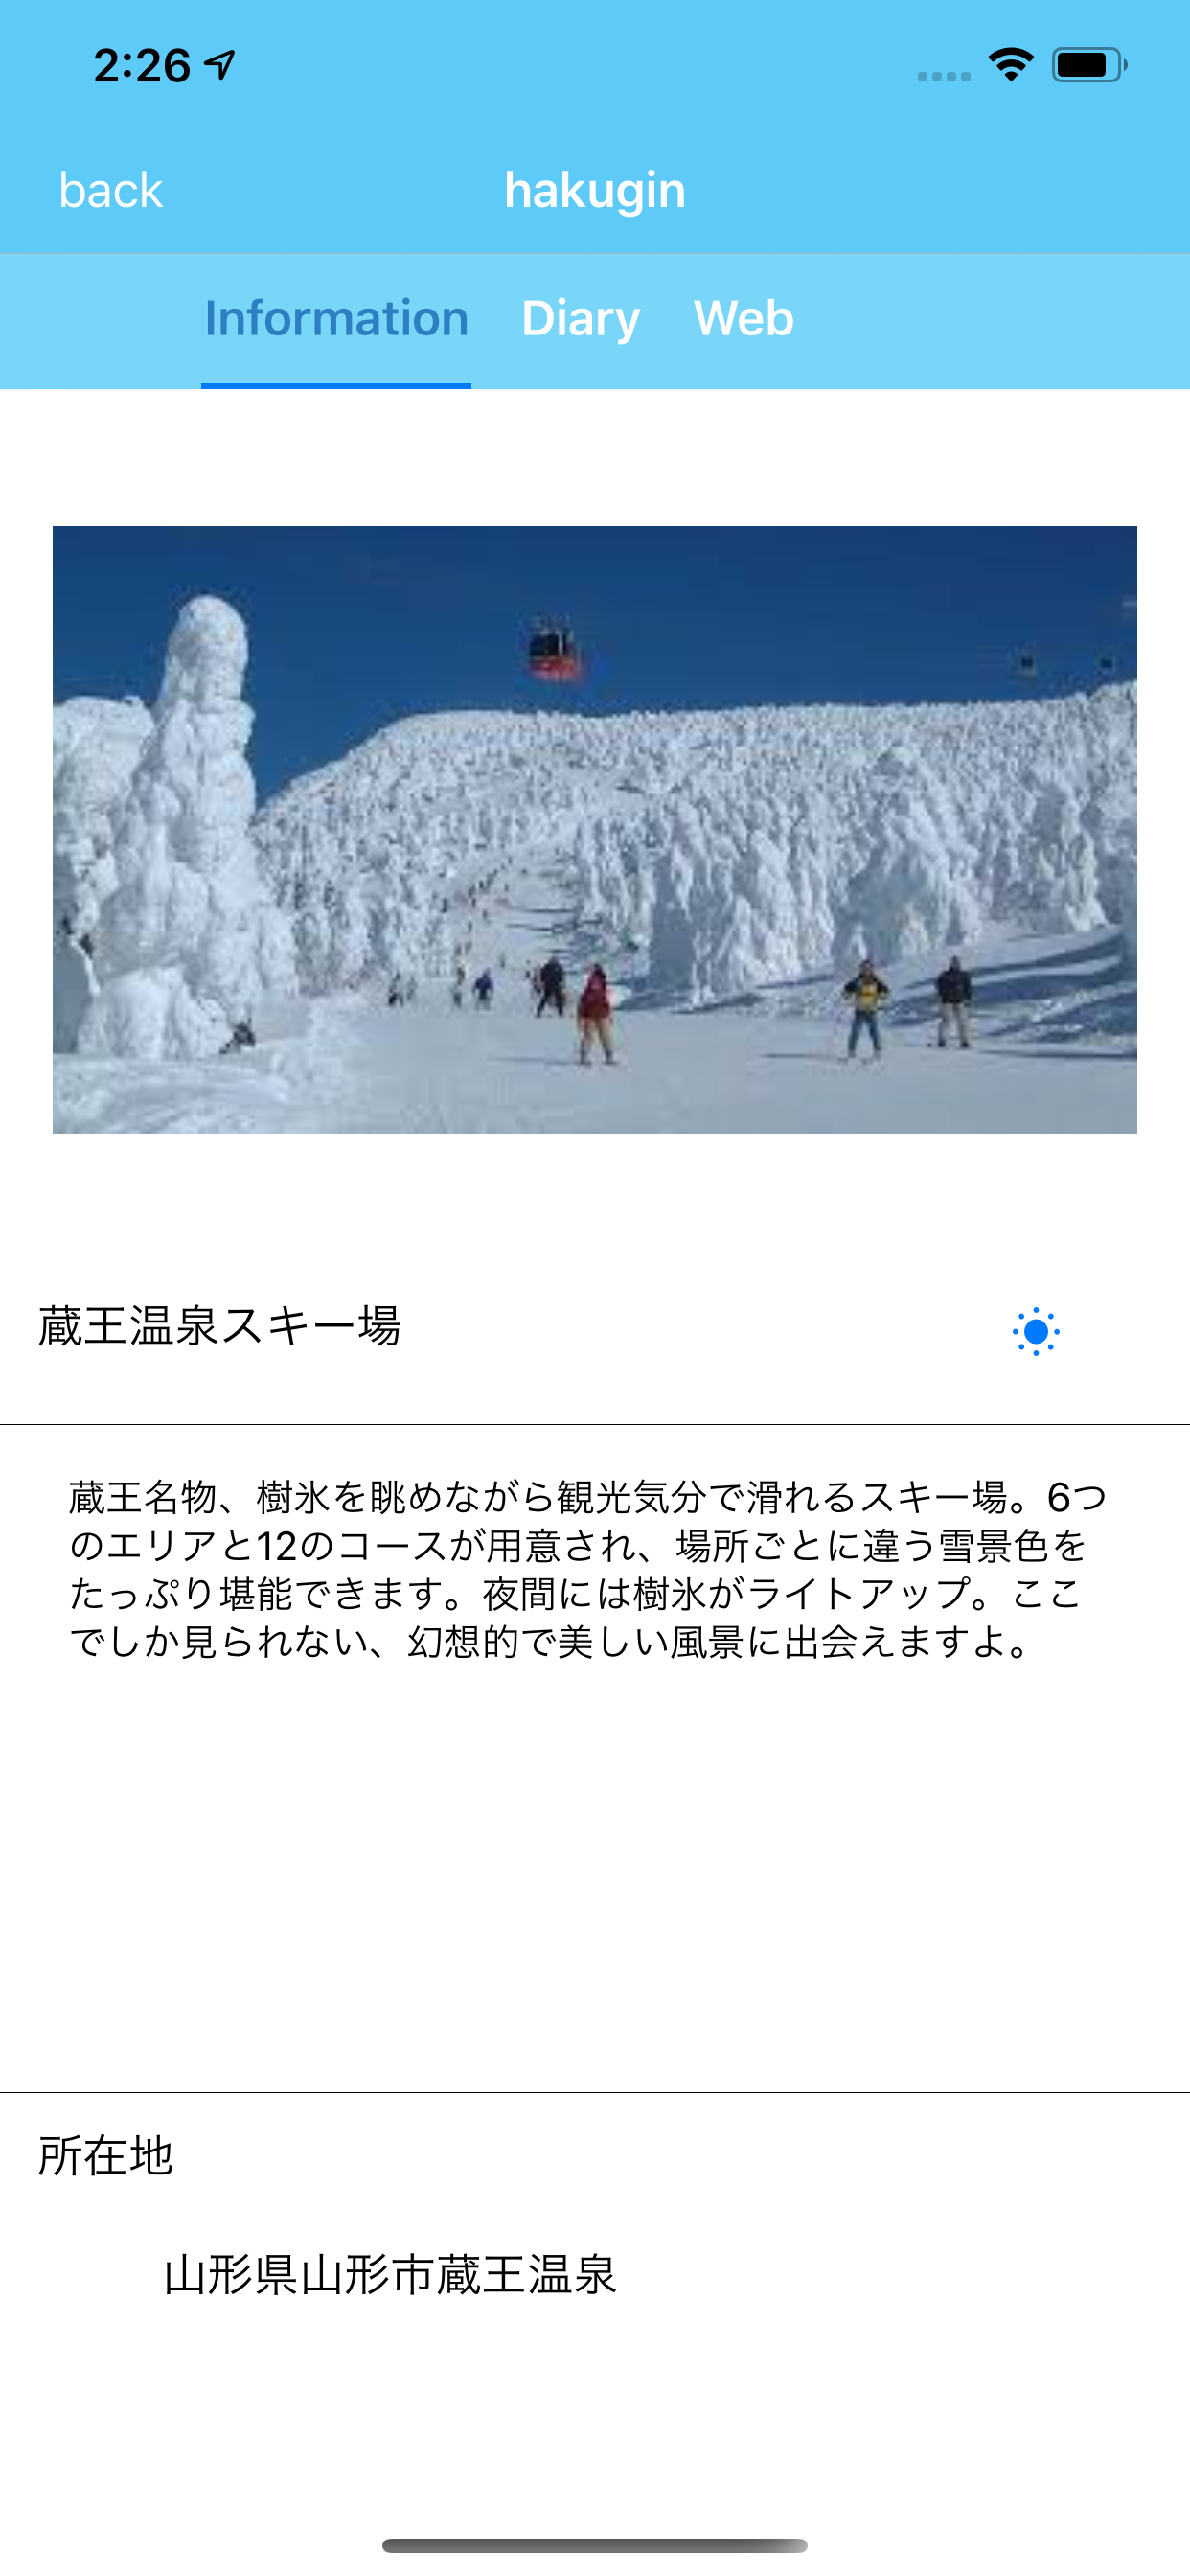 2:26
back
hakugin
Information
Diary
Web
蔵王温泉スキー場
蔵王名物、樹氷を眺めながら観光気分で滑れるスキー場。6つ
のエリアと12のコースが用意され、場所ごとに違う雪景色を
たっぷり堪能できます。夜間には樹氷がライトアップ。ここ
でしか見られない、幻想的で美しい風景に出会えますよ。
所在地
山形県山形市蔵王温泉